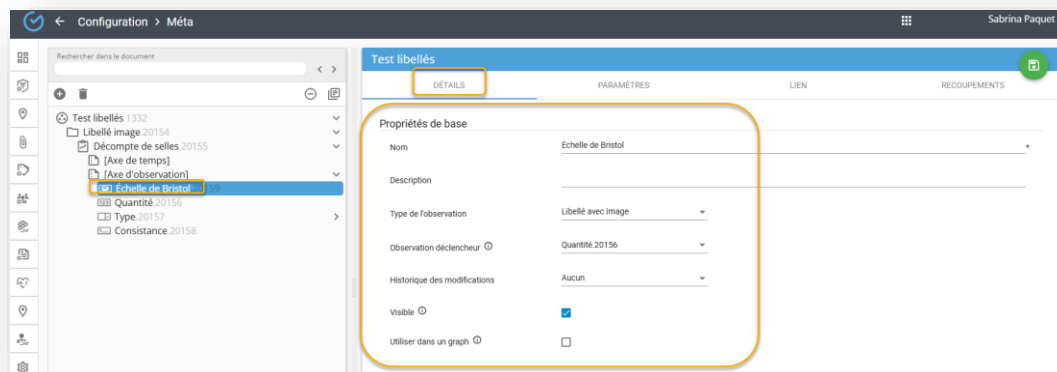 Configuration > Méta
Sabrina Paquet
Rechercher dans le document
Test libellés.1332
Libellé image.20154
Décompte de selles.20155
[Axe de temps]
[Axe d'observation]
Échelle de Bristol.20159
Quantité.20156
Type.20157
Consistance.20158
Test libellés
DÉTAILS PARAMÈTRES LIEN RECOUPEMENTS
Propriétés de base
Nom Echelle de Bristol
Description
Type de l'observation Libellé avec image
Observation déclencheur Quantité.20156
Historique des modifications Aucun
Visible
Utiliser dans un graph